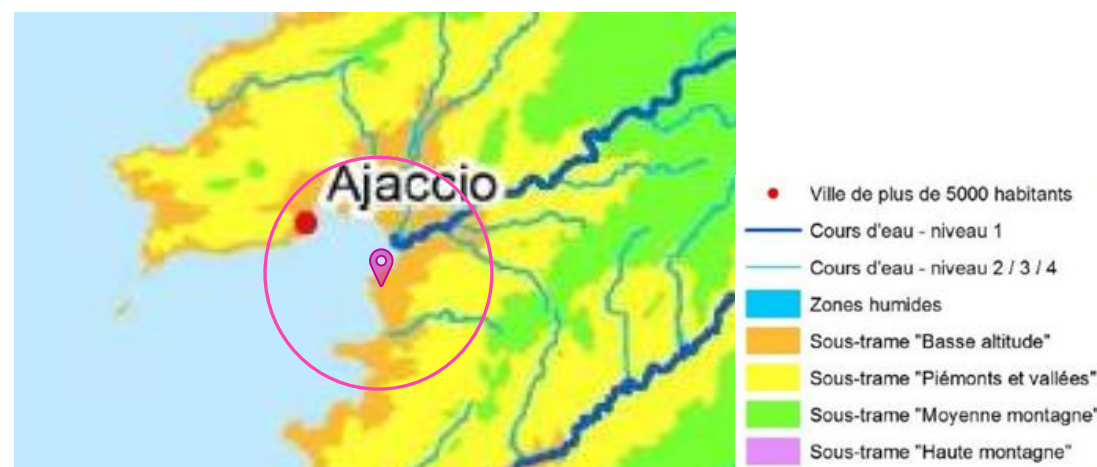 Ajaccio
Ville de plus de 5000 habitants
Cours d'eau - niveau 1
Cours d'eau - niveau 2 / 3 / 4
Zones humides
Sous-trame "Basse altitude"
Sous-trame "Piémonts et vallées"
Sous-trame "Moyenne montagne"
Sous-trame "Haute montagne"